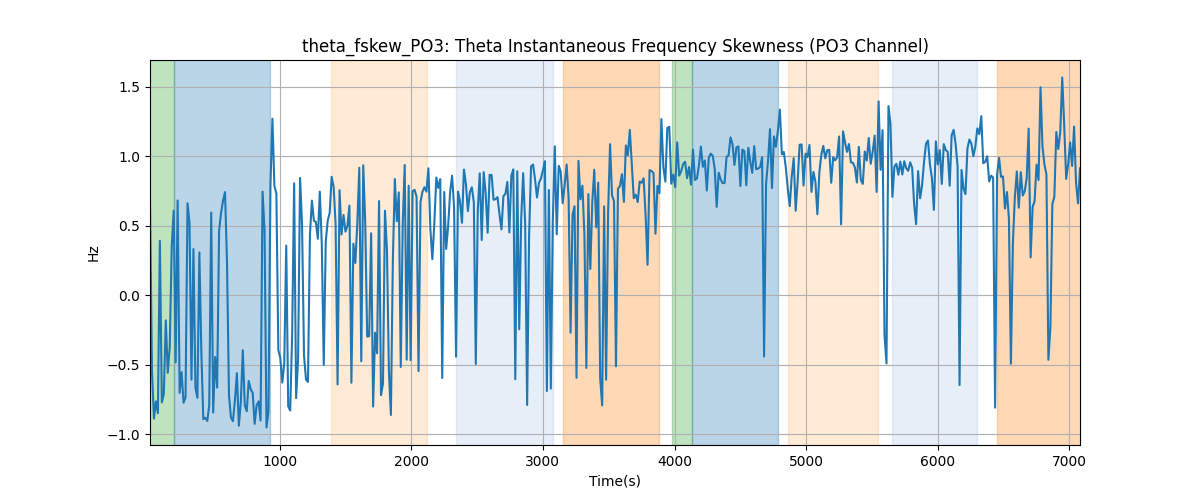 theta_fskew_PO3: Theta Instantaneous Frequency Skewness (PO3 Channel)
1.5
1.0
0.5
0.0
−0.5
−1.0
Hz
1000 2000 3000 4000 5000 6000 7000
Time(s)